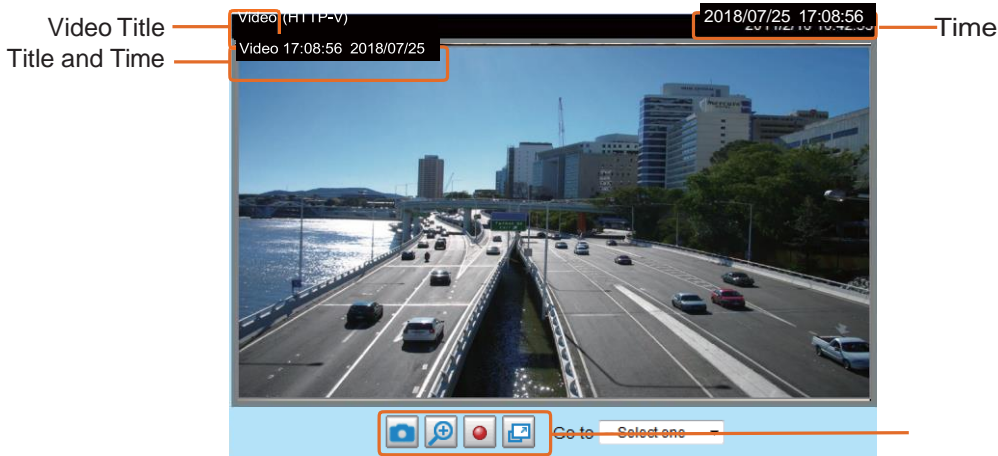 Video Title
Video (HTTP-V)
2018/07/25 17:08:56
Time
Title and Time
Video 17:08:56 2018/07/25
Go to
Select one